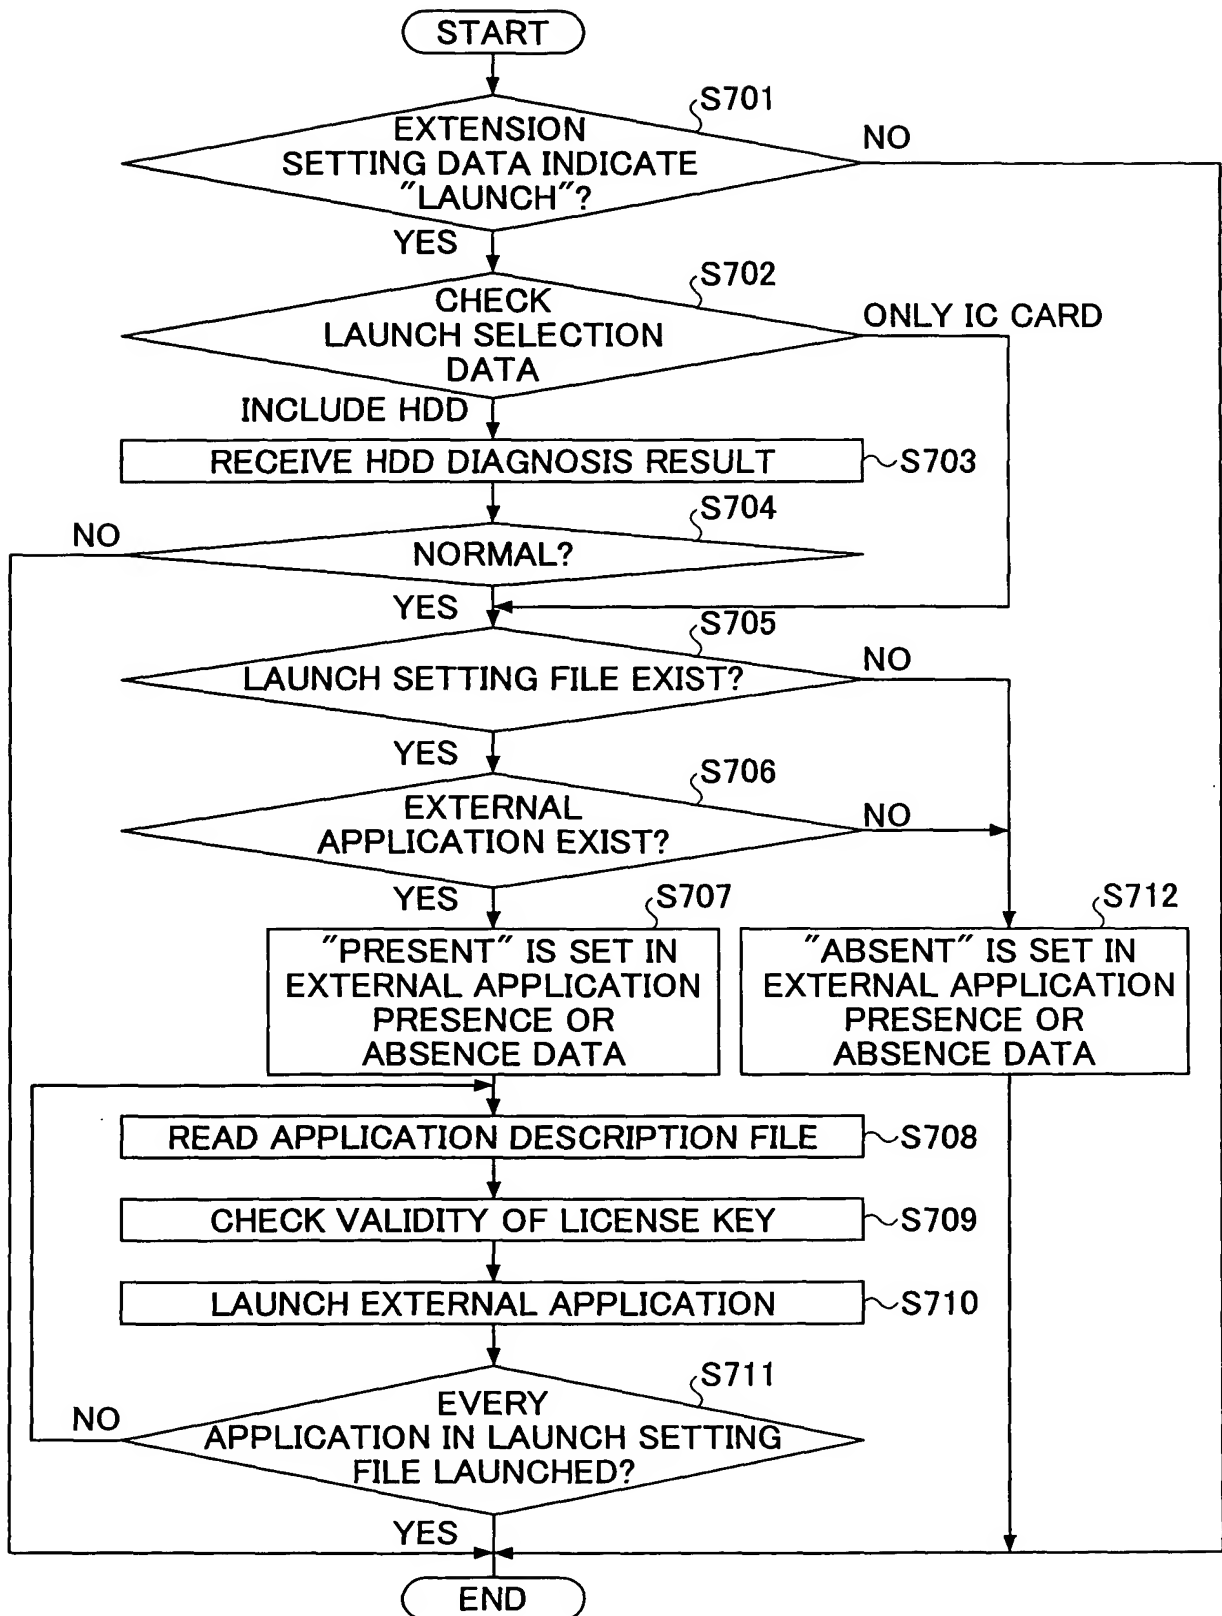 START
S701
EXTENSION
SETTING DATA INDICATE
"LAUNCH"?
NO
YES
S702
CHECK
LAUNCH SELECTION
DATA
ONLY IC CARD
INCLUDE HDD
RECEIVE HDD DIAGNOSIS RESULT
S703
S704
NO
NORMAL?
YES
S705
LAUNCH SETTING FILE EXIST?
NO
YES
S706
EXTERNAL
APPLICATION EXIST?
NO
YES
S707
"PRESENT" IS SET IN
EXTERNAL APPLICATION
PRESENCE OR
ABSENCE DATA
S712
"ABSENT" IS SET IN
EXTERNAL APPLICATION
PRESENCE OR
ABSENCE DATA
READ APPLICATION DESCRIPTION FILE
S708
CHECK VALIDITY OF LICENSE KEY
S709
LAUNCH EXTERNAL APPLICATION
S710
S711
EVERY
APPLICATION IN LAUNCH SETTING
FILE LAUNCHED?
NO
YES
END